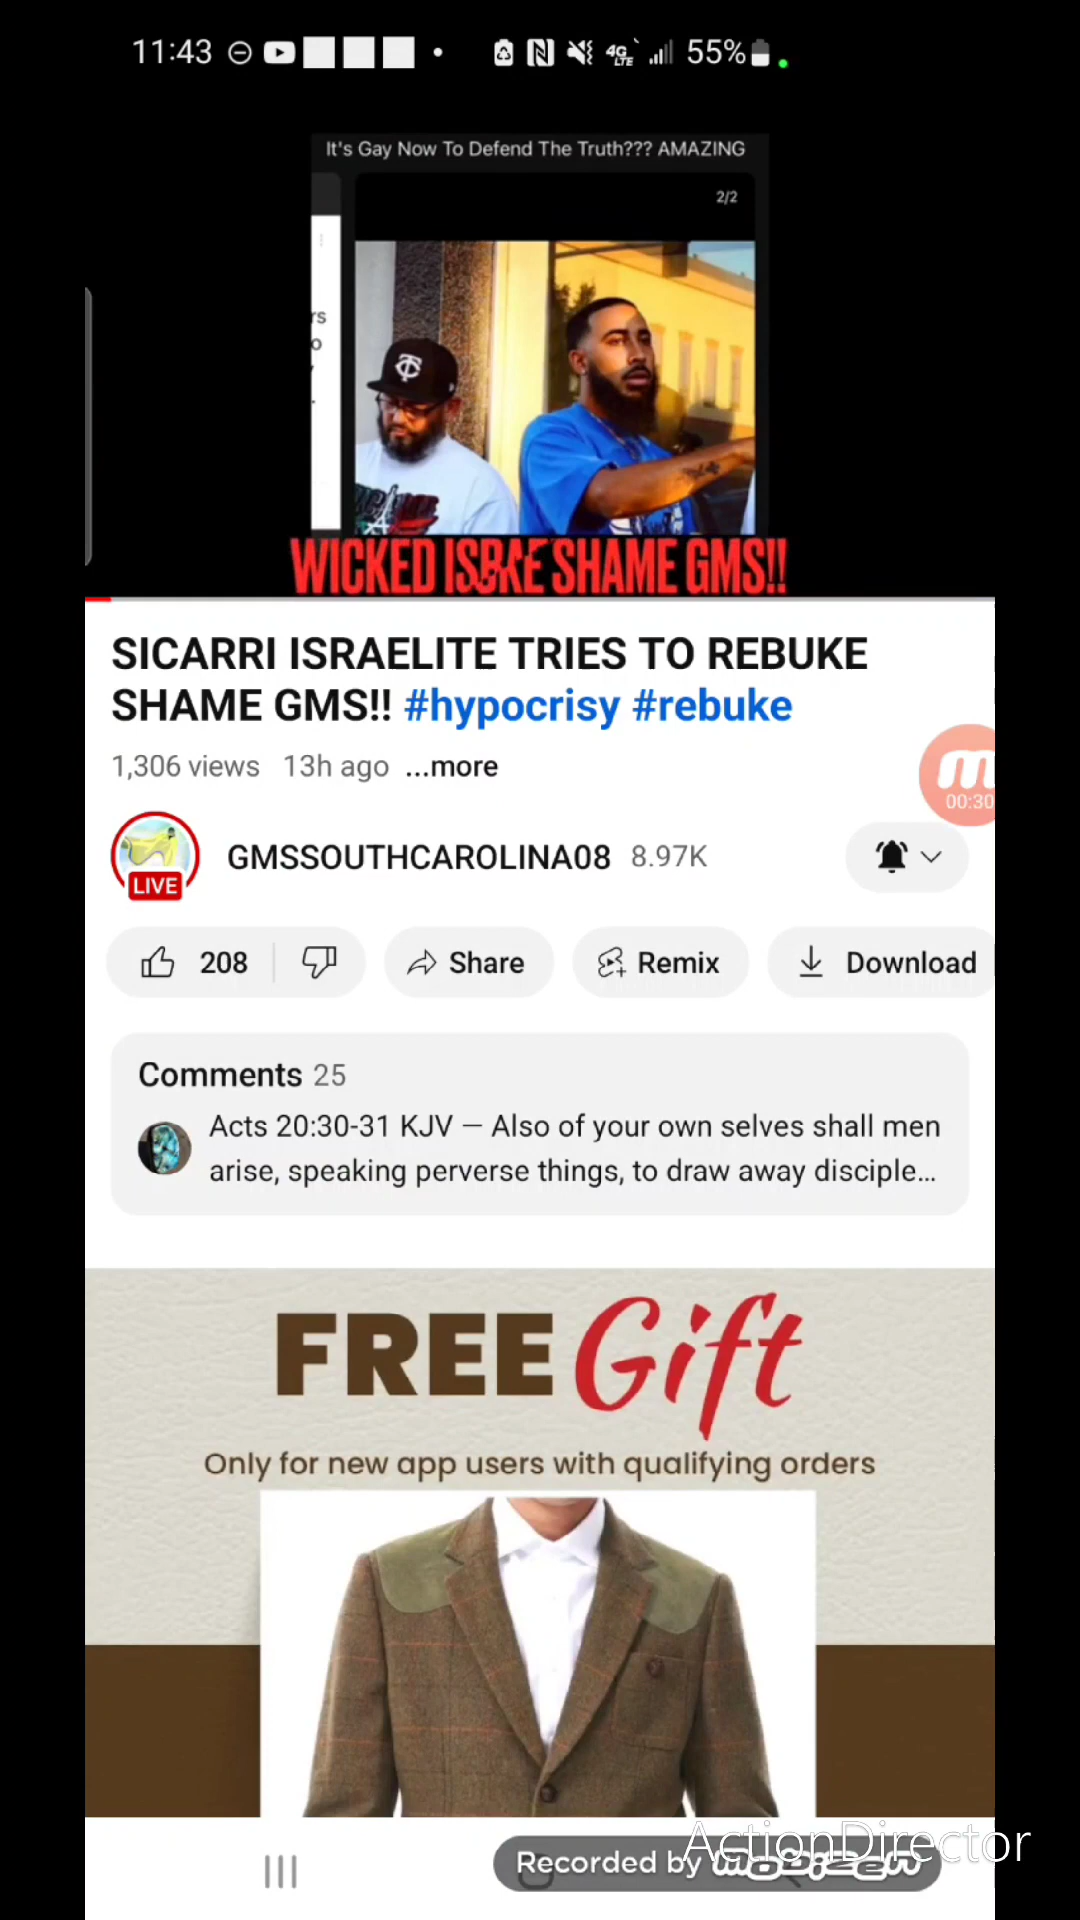 11:43
4G LTE 55%
It's Gay Now To Defend The Truth??? AMAZING
2/2
rs
o
WICKED ISRAE SHAME GMS!!
SICARRI ISRAELITE TRIES TO REBUKE
SHAME GMS!! #hypocrisy #rebuke
1,306 views 13h ago ...more
00:30
GMSSOUTHCAROLINA08 8.97K
LIVE
208 Share Remix Download
Comments 25
Acts 20:30-31 KJV — Also of your own selves shall men
arise, speaking perverse things, to draw away disciple...
FREE Gift
Only for new app users with qualifying orders
ActionDirector
Recorded by mobizen